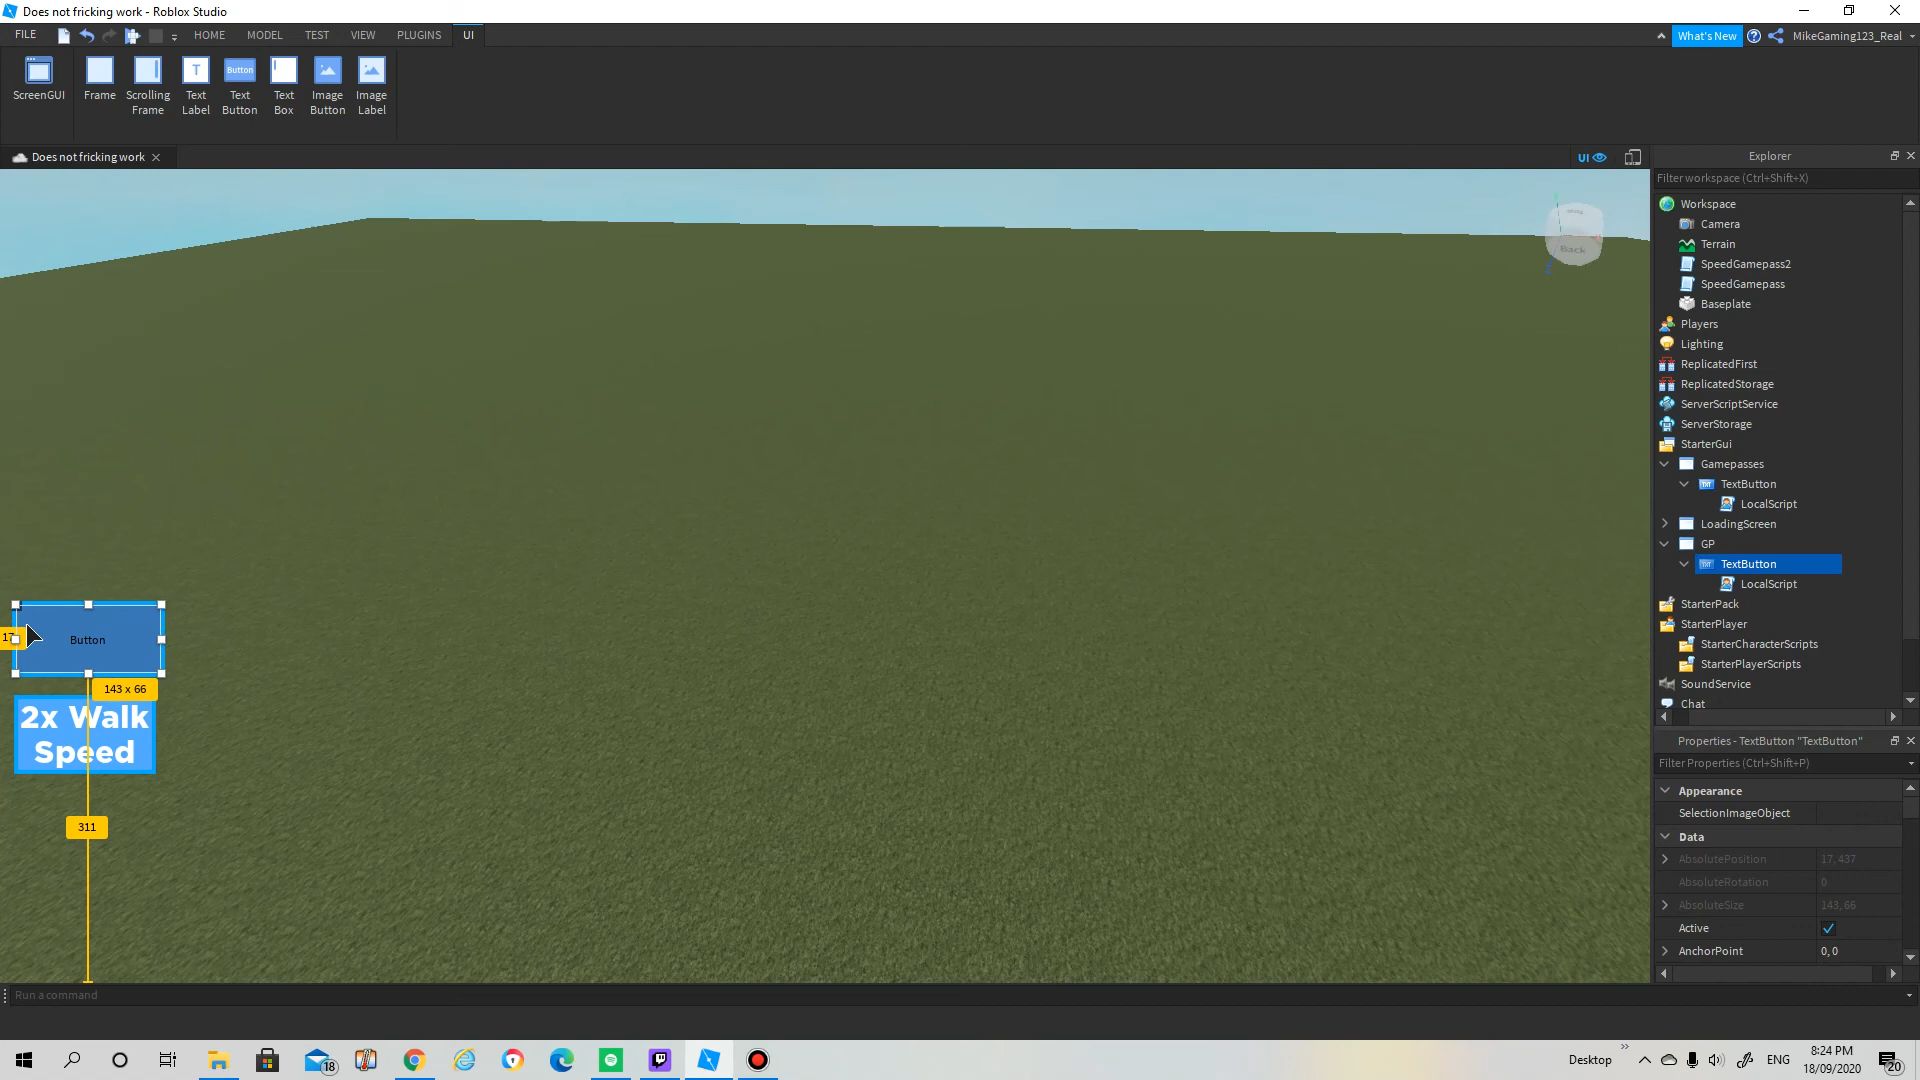 Does not fricking work - Roblox Studio
FILE
HOME
MODEL
TEST
VIEW
PLUGINS
UI
What's New
MikeGaming123_Real
ScreenGUI
Frame
Scrolling
Frame
Text
Label
Button
Text
Button
Text
Box
Image
Button
Image
Label
Does not fricking work
UI
Explorer
Filter workspace (Ctrl+Shift+X)
Workspace
Camera
Terrain
SpeedGamepass2
SpeedGamepass
Baseplate
Players
Lighting
ReplicatedFirst
ReplicatedStorage
ServerScriptService
ServerStorage
StarterGui
Gamepasses
TextButton
LocalScript
LoadingScreen
GP
TextButton
LocalScript
StarterPack
StarterPlayer
StarterCharacterScripts
StarterPlayerScripts
SoundService
Chat
Back
17
Button
143 x 66
2x Walk
Speed
311
Properties - TextButton "TextButton"
Filter Properties (Ctrl+Shift+P)
Appearance
SelectionImageObject
Data
AbsolutePosition 17, 437
AbsoluteRotation 0
AbsoluteSize 143, 66
Active
AnchorPoint 0, 0
Run a command
18
Desktop
ENG
8:24 PM
18/09/2020
20